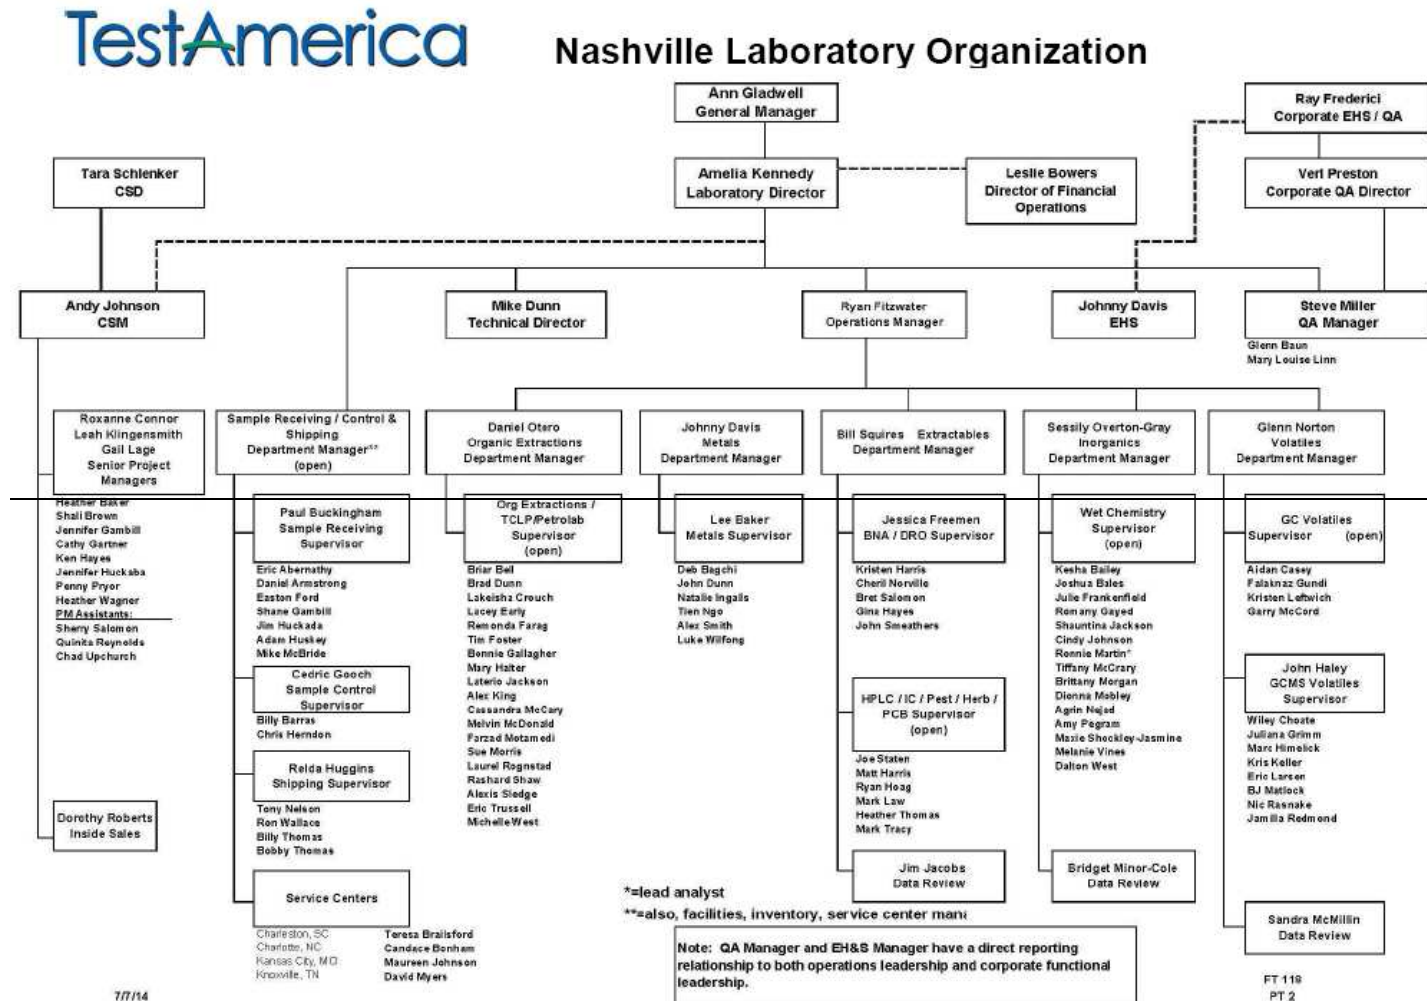 TestAmerica
Nashville Laboratory Organization
Ann Gladwell
General Manager
Ray Frederici
Corporate EHS / QA
Tara Schlenker
CSD
Amelia Kennedy
Laboratory Director
Leslie Bowers
Director of Financial
Operations
Verl Preston
Corporate QA Director
Andy Johnson
CSM
Mike Dunn
Technical Director
Ryan Fitzwater
Operations Manager
Johnny Davis
EHS
Steve Miller
QA Manager
Glenn Baun
Mary Louise Linn
Roxanne Connor
Leah Klingensmith
Gail Lage
Senior Project
Managers
Heather Baker
Shali Brown
Jennifer Gambill
Cathy Gartner
Ken Hayes
Jennifer Huckaba
Penny Pryor
Heather Wagner
PM Assistants:
Sherry Salomon
Quinita Reynolds
Chad Upchurch
Dorothy Roberts
Inside Sales
Sample Receiving / Control &
Shipping
Department Manager**
(open)
Paul Buckingham
Sample Receiving
Supervisor
Eric Abernathy
Daniel Armstrong
Easton Ford
Shane Gambill
Jim Huckada
Adam Huskey
Mike McBride
Cedric Gooch
Sample Control
Supervisor
Billy Barras
Chris Herndon
Relda Huggins
Shipping Supervisor
Tony Nelson
Ron Wallace
Billy Thomas
Bobby Thomas
Service Centers
Charleston, SC
Charlotte, NC
Kansas City, MO
Knoxville, TN
Teresa Brailsford
Candace Bonham
Maureen Johnson
David Myers
Daniel Otero
Organic Extractions
Department Manager
Org Extractions /
TCLP/Petrolab
Supervisor
(open)
Briar Bell
Brad Dunn
Lakeisha Crouch
Lacey Early
Remonda Farag
Tim Foster
Bonnie Gallagher
Mary Halter
Laterio Jackson
Alex King
Cassandra McCary
Melvin McDonald
Farzad Motamedi
Sue Morris
Laurel Rognstad
Rashard Shaw
Alexis Sledge
Eric Trussell
Michelle West
Johnny Davis
Metals
Department Manager
Lee Baker
Metals Supervisor
Deb Bagchi
John Dunn
Natalie Ingalls
Tien Ngo
Alex Smith
Luke Wilfong
Bill Squires Extractables
Department Manager
Jessica Freemen
BNA / DRO Supervisor
Kristen Harris
Cheril Norville
Bret Salomon
Gina Hayes
John Smeathers
HPLC / IC / Pest / Herb /
PCB Supervisor
(open)
Joe Staten
Matt Harris
Ryan Hoag
Mark Law
Heather Thomas
Mark Tracy
Jim Jacobs
Data Review
Sessily Overton-Gray
Inorganics
Department Manager
Wet Chemistry
Supervisor
(open)
Kesha Bailey
Joshua Bales
Julie Frankenfield
Romany Gayed
Shauntina Jackson
Cindy Johnson
Ronnie Martin*
Tiffany McCrary
Brittany Morgan
Dionna Mobley
Agrin Nejad
Amy Pegram
Maxie Shockley-Jasmine
Melanie Vines
Dalton West
Bridget Minor-Cole
Data Review
Glenn Norton
Volatiles
Department Manager
GC Volatiles
Supervisor (open)
Aidan Casey
Falaknaz Gundi
Kristen Leftwich
Garry McCord
John Haley
GCMS Volatiles
Supervisor
Wiley Choate
Juliana Grimm
Marc Himelick
Kris Keller
Eric Larsen
BJ Matlock
Nic Rasnake
Jamilla Redmond
Sandra McMillin
Data Review
*=lead analyst
**=also, facilities, inventory, service center mana
Note: QA Manager and EH&S Manager have a direct reporting
relationship to both operations leadership and corporate functional
leadership.
7/7/14
FT 118
PT 2